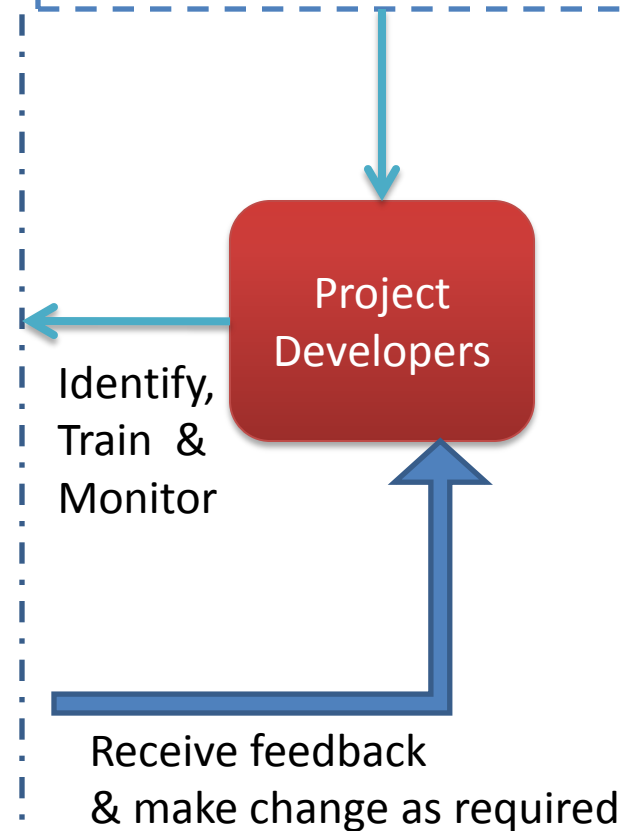 Project
Developers
Identify,
Train &
Monitor
Receive feedback
& make change as required